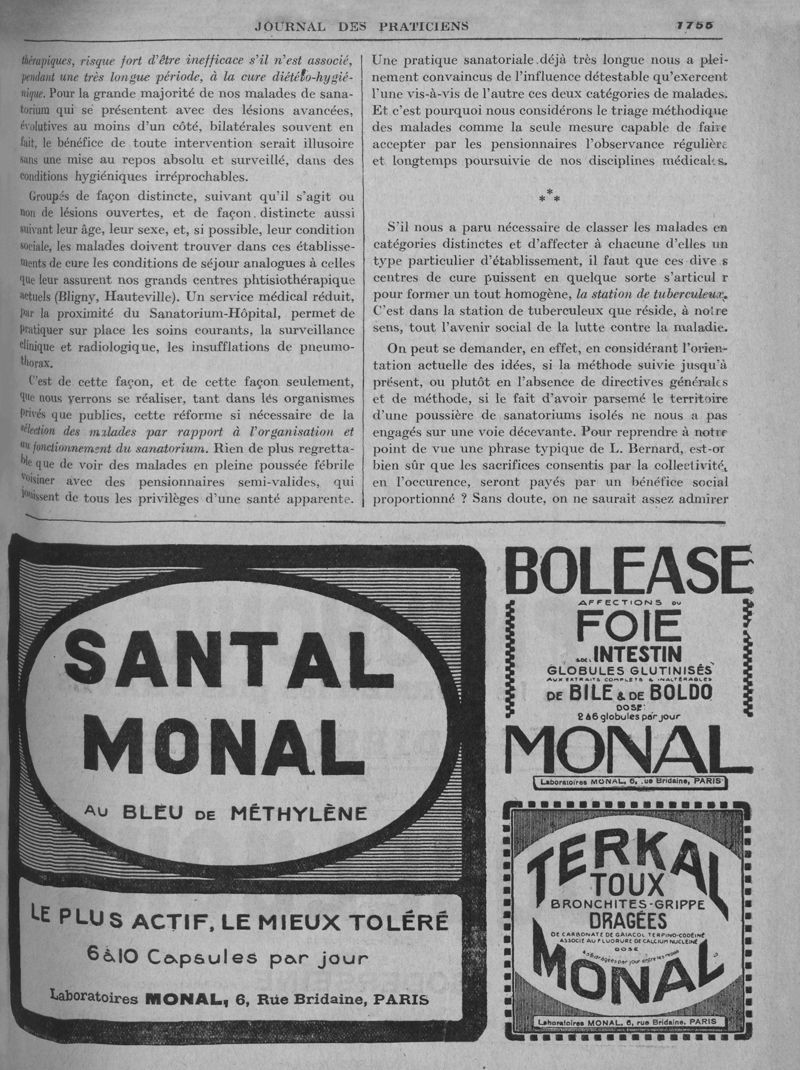 JOURNAL DES PRATICIENS 1755
thérapiques, risque fort d'être inefficace s'il n'est associé,
pendant une très longue période, à la cure diététo-hygié-
nique. Pour la grande majorité de nos malades de sana-
torium qui se présentent avec des lésions avancées,
évolutives au moins d'un côté, bilatérales souvent en
fait, le bénéfice de toute intervention serait illusoire
sans une mise au repos absolu et surveillé, dans des
conditions hygiéniques irréprochables.
Groupés de façon distincte, suivant qu'il s'agit ou
non de lésions ouvertes, et de façon distincte aussi
suivant leur âge, leur sexe, et, si possible, leur condition
sociale, les malades doivent trouver dans ces établisse-
ments de cure les conditions de séjour analogues à celles
que leur assurent nos grands centres phtisiothérapique
actuels (Bligny, Hauteville). Un service médical réduit,
par la proximité du Sanatorium-Hôpital, permet de
pratiquer sur place les soins courants, la surveillance
clinique et radiologique, les insufflations de pneumo-
thorax.
C'est de cette façon, et de cette façon seulement,
que nous verrons se réaliser, tant dans les organismes
privés que publics, cette réforme si nécessaire de la
sélection des malades par rapport à l'organisation et
au fonctionnement du sanatorium. Rien de plus regretta-
ble que de voir des malades en pleine poussée fébrile
voisiner avec des pensionnaires semi-valides, qui
jouissent de tous les privilèges d'une santé apparente.
Une pratique sanatoriale déjà très longue nous a plei-
nement convaincus de l'influence détestable qu'exercent
l'une vis-à-vis de l'autre ces deux catégories de malades.
Et c'est pourquoi nous considérons le triage méthodique
des malades comme la seule mesure capable de faire
accepter par les pensionnaires l'observance régulière
et longtemps poursuivie de nos disciplines médicales.
* * *
S'il nous a paru nécessaire de classer les malades en
catégories distinctes et d'affecter à chacune d'elles un
type particulier d'établissement, il faut que ces dive s
centres de cure puissent en quelque sorte s'articul r
pour former un tout homogène, la station de tuberculeux.
C'est dans la station de tuberculeux que réside, à notre
sens, tout l'avenir social de la lutte contre la maladie.
On peut se demander, en effet, en considérant l'orien-
tation actuelle des idées, si la méthode suivie jusqu'à
présent, ou plutôt en l'absence de directives générales
et de méthode, si le fait d'avoir parsemé le territoire
d'une poussière de sanatoriums isolés ne nous a pas
engagés sur une voie décevante. Pour reprendre à notre
point de vue une phrase typique de L. Bernard, est-or
bien sûr que les sacrifices consentis par la collectivité,
en l'occurence, seront payés par un bénéfice social
proportionné ? Sans doute, on ne saurait assez admirer
SANTAL
MONAL
AU BLEU DE MÉTHYLÈNE
LE PLUS ACTIF, LE MIEUX TOLÉRÉ
6 à 10 Capsules par jour
Laboratoires MONAL, 6, Rue Bridaine, PARIS
BOLEASE
AFFECTIONS DU
FOIE
& DE L'INTESTIN
GLOBULES GLUTINISÉS
AUX EXTRAITS COMPLETS & INALTÉRABLES
DE BILE & DE BOLDO
DOSE:
2 à 6 globules par jour
MONAL
Laboratoires MONAL, 6, rue Bridaine, PARIS
TERKAL
TOUX
BRONCHITES-GRIPPE
DRAGÉES
DE CARBONATE DE GAÏACOL TERPINO-CODÉINÉ
ASSOCIÉ AU FLUORURE DE CALCIUM NUCLÉINÉ
DOSE
dragées par jour entre les repas
MONAL
Laboratoires MONAL, 6, rue Bridaine, PARIS